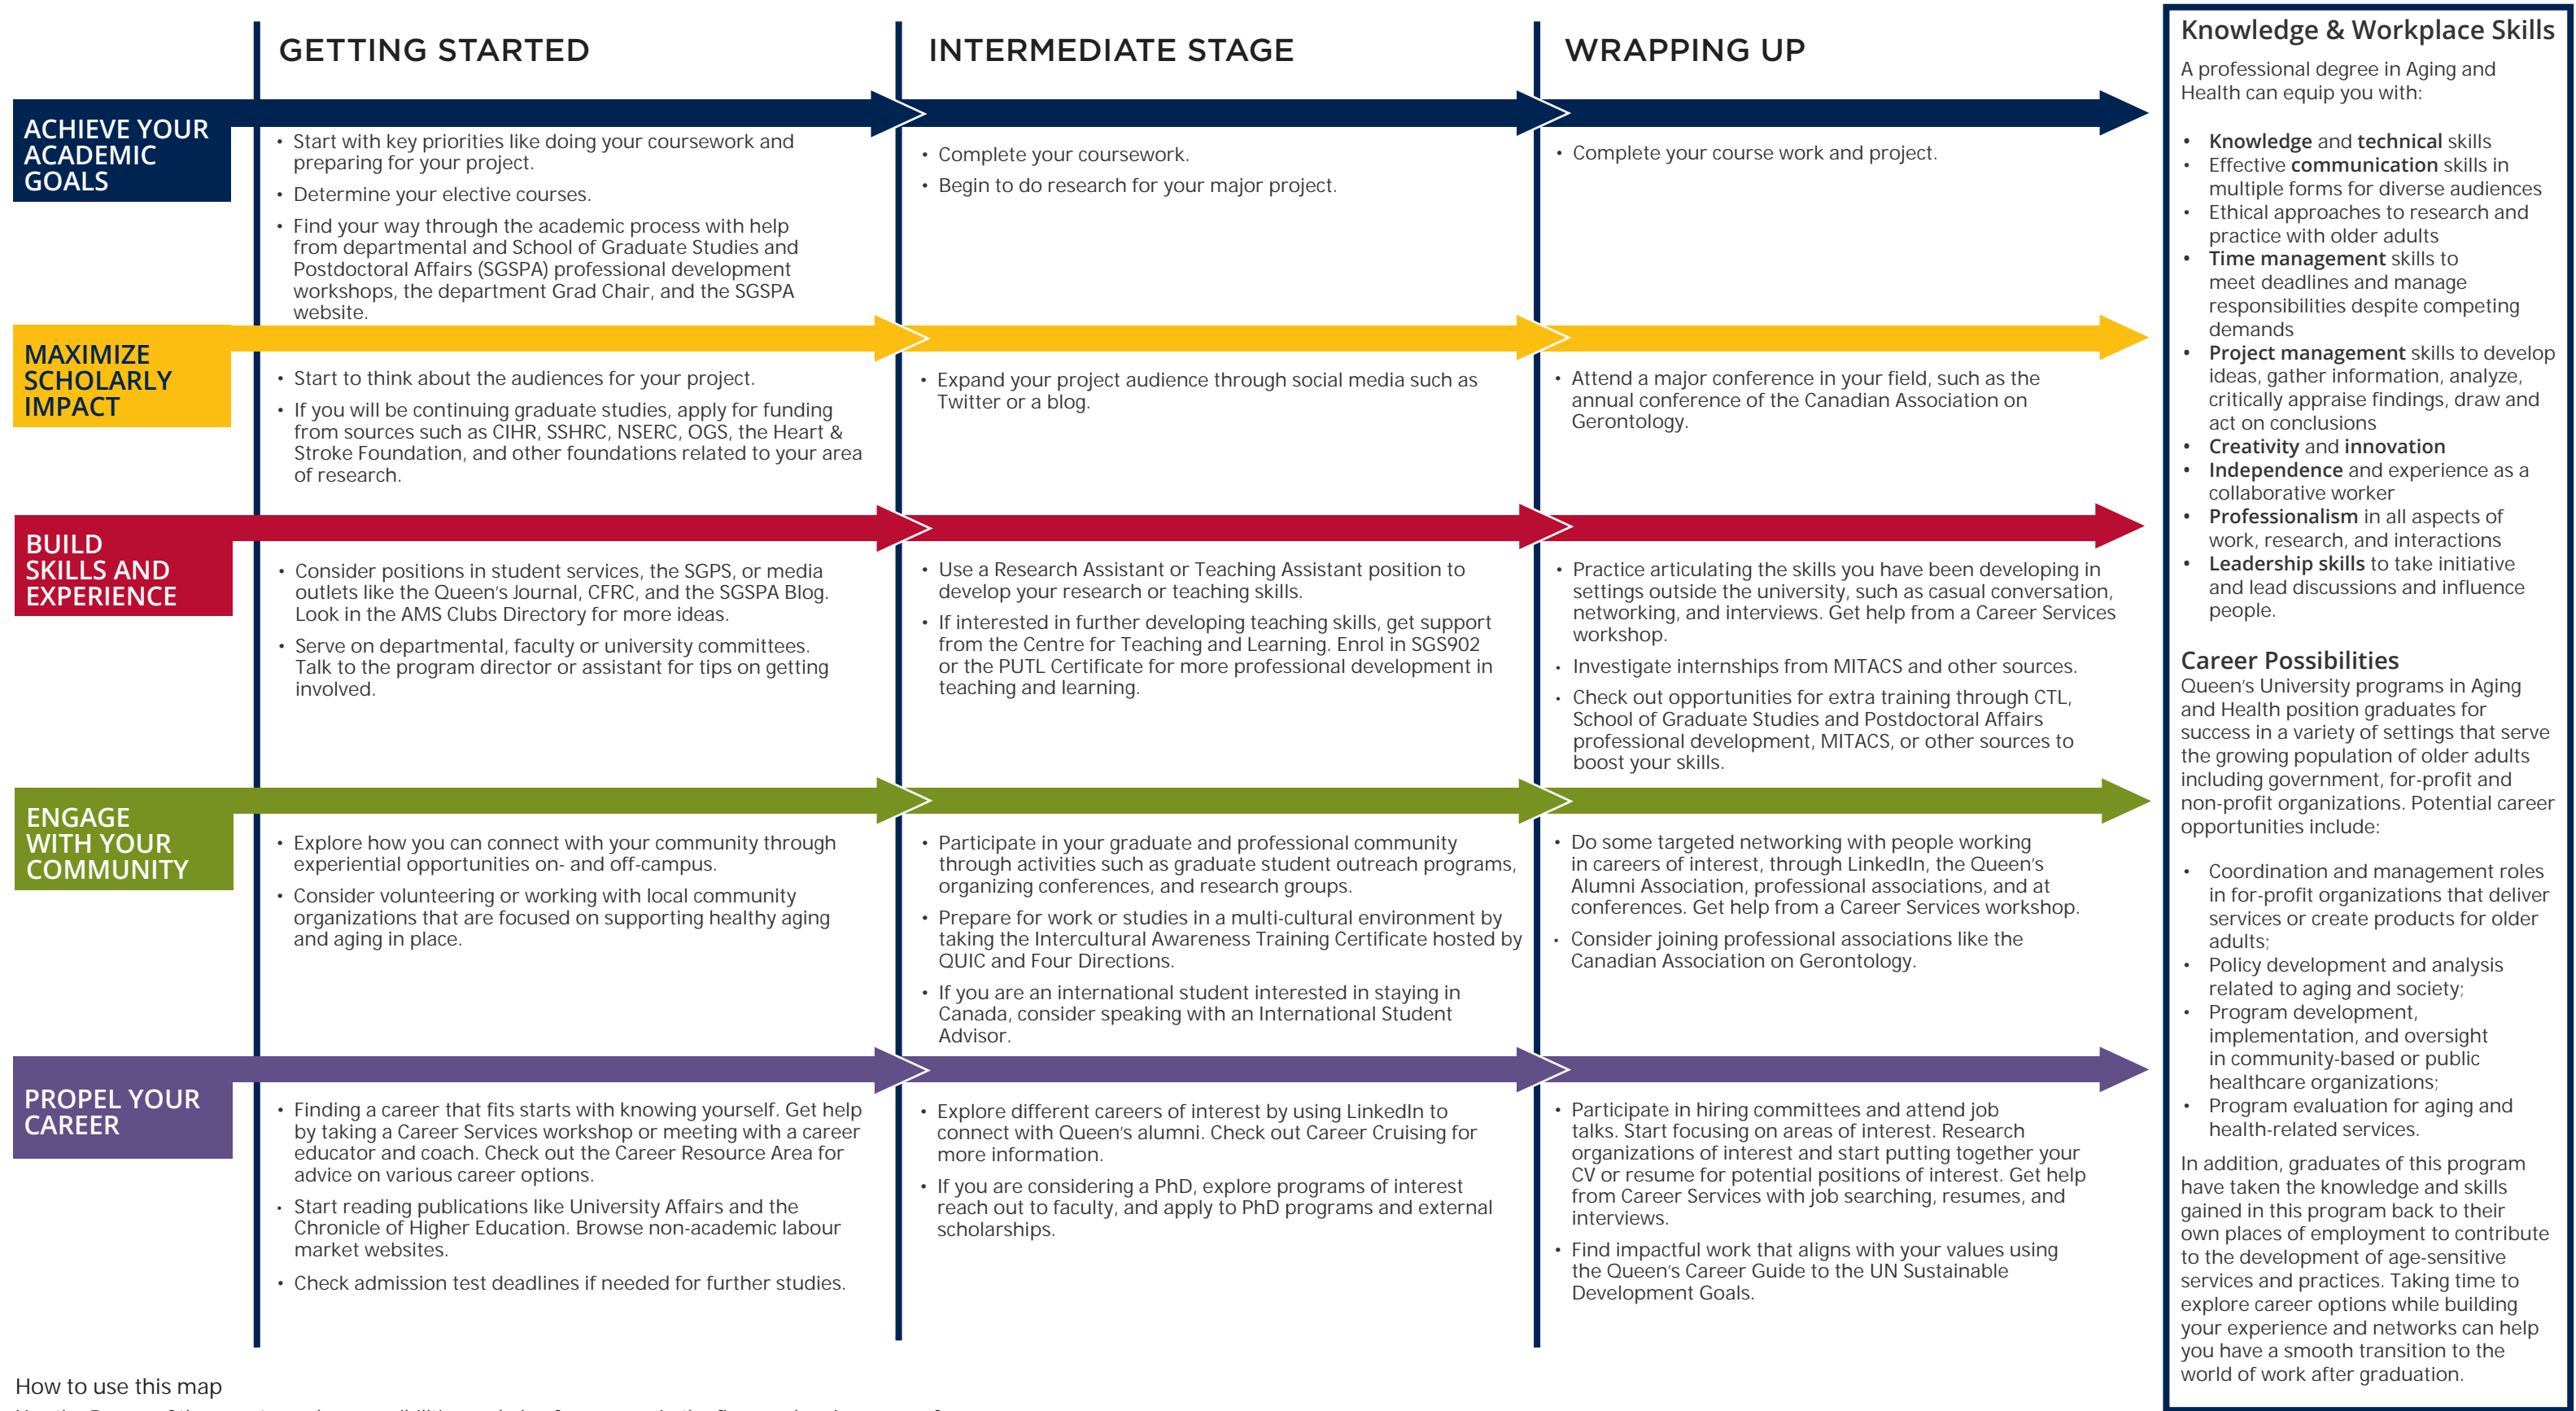 GETTING STARTED
INTERMEDIATE STAGE
WRAPPING UP
ACHIEVE YOUR
ACADEMIC
GOALS
• Start with key priorities like doing your coursework and
preparing for your project.
• Determine your elective courses.
• Find your way through the academic process with help
from departmental and School of Graduate Studies and
Postdoctoral Affairs (SGSPA) professional development
workshops, the department Grad Chair, and the SGSPA
website.
• Complete your coursework.
• Begin to do research for your major project.
• Complete your course work and project.
MAXIMIZE
SCHOLARLY
IMPACT
• Start to think about the audiences for your project.
• If you will be continuing graduate studies, apply for funding
from sources such as CIHR, SSHRC, NSERC, OGS, the Heart &
Stroke Foundation, and other foundations related to your area
of research.
• Expand your project audience through social media such as
Twitter or a blog.
• Attend a major conference in your field, such as the
annual conference of the Canadian Association on
Gerontology.
BUILD
SKILLS AND
EXPERIENCE
• Consider positions in student services, the SGPS, or media
outlets like the Queen's Journal, CFRC, and the SGSPA Blog.
Look in the AMS Clubs Directory for more ideas.
• Serve on departmental, faculty or university committees.
Talk to the program director or assistant for tips on getting
involved.
• Use a Research Assistant or Teaching Assistant position to
develop your research or teaching skills.
• If interested in further developing teaching skills, get support
from the Centre for Teaching and Learning. Enrol in SGS902
or the PUTL Certificate for more professional development in
teaching and learning.
• Practice articulating the skills you have been developing in
settings outside the university, such as casual conversation,
networking, and interviews. Get help from a Career Services
workshop.
• Investigate internships from MITACS and other sources.
• Check out opportunities for extra training through CTL,
School of Graduate Studies and Postdoctoral Affairs
professional development, MITACS, or other sources to
boost your skills.
ENGAGE
WITH YOUR
COMMUNITY
• Explore how you can connect with your community through
experiential opportunities on- and off-campus.
• Consider volunteering or working with local community
organizations that are focused on supporting healthy aging
and aging in place.
• Participate in your graduate and professional community
through activities such as graduate student outreach programs,
organizing conferences, and research groups.
• Prepare for work or studies in a multi-cultural environment by
taking the Intercultural Awareness Training Certificate hosted by
QUIC and Four Directions.
• If you are an international student interested in staying in
Canada, consider speaking with an International Student
Advisor.
• Do some targeted networking with people working
in careers of interest, through LinkedIn, the Queen's
Alumni Association, professional associations, and at
conferences. Get help from a Career Services workshop.
• Consider joining professional associations like the
Canadian Association on Gerontology.
PROPEL YOUR
CAREER
• Finding a career that fits starts with knowing yourself. Get help
by taking a Career Services workshop or meeting with a career
educator and coach. Check out the Career Resource Area for
advice on various career options.
• Start reading publications like University Affairs and the
Chronicle of Higher Education. Browse non-academic labour
market websites.
• Check admission test deadlines if needed for further studies.
• Explore different careers of interest by using LinkedIn to
connect with Queen's alumni. Check out Career Cruising for
more information.
• If you are considering a PhD, explore programs of interest
reach out to faculty, and apply to PhD programs and external
scholarships.
• Participate in hiring committees and attend job
talks. Start focusing on areas of interest. Research
organizations of interest and start putting together your
CV or resume for potential positions of interest. Get help
from Career Services with job searching, resumes, and
interviews.
• Find impactful work that aligns with your values using
the Queen's Career Guide to the UN Sustainable
Development Goals.
How to use this map
Knowledge & Workplace Skills
A professional degree in Aging and
Health can equip you with:
• Knowledge and technical skills
• Effective communication skills in
multiple forms for diverse audiences
• Ethical approaches to research and
practice with older adults
• Time management skills to
meet deadlines and manage
responsibilities despite competing
demands
• Project management skills to develop
ideas, gather information, analyze,
critically appraise findings, draw and
act on conclusions
• Creativity and innovation
• Independence and experience as a
collaborative worker
• Professionalism in all aspects of
work, research, and interactions
• Leadership skills to take initiative
and lead discussions and influence
people.
Career Possibilities
Queen's University programs in Aging
and Health position graduates for
success in a variety of settings that serve
the growing population of older adults
including government, for-profit and
non-profit organizations. Potential career
opportunities include:
• Coordination and management roles
in for-profit organizations that deliver
services or create products for older
adults;
• Policy development and analysis
related to aging and society;
• Program development,
implementation, and oversight
in community-based or public
healthcare organizations;
• Program evaluation for aging and
health-related services.
In addition, graduates of this program
have taken the knowledge and skills
gained in this program back to their
own places of employment to contribute
to the development of age-sensitive
services and practices. Taking time to
explore career options while building
your experience and networks can help
you have a smooth transition to the
world of work after graduation.